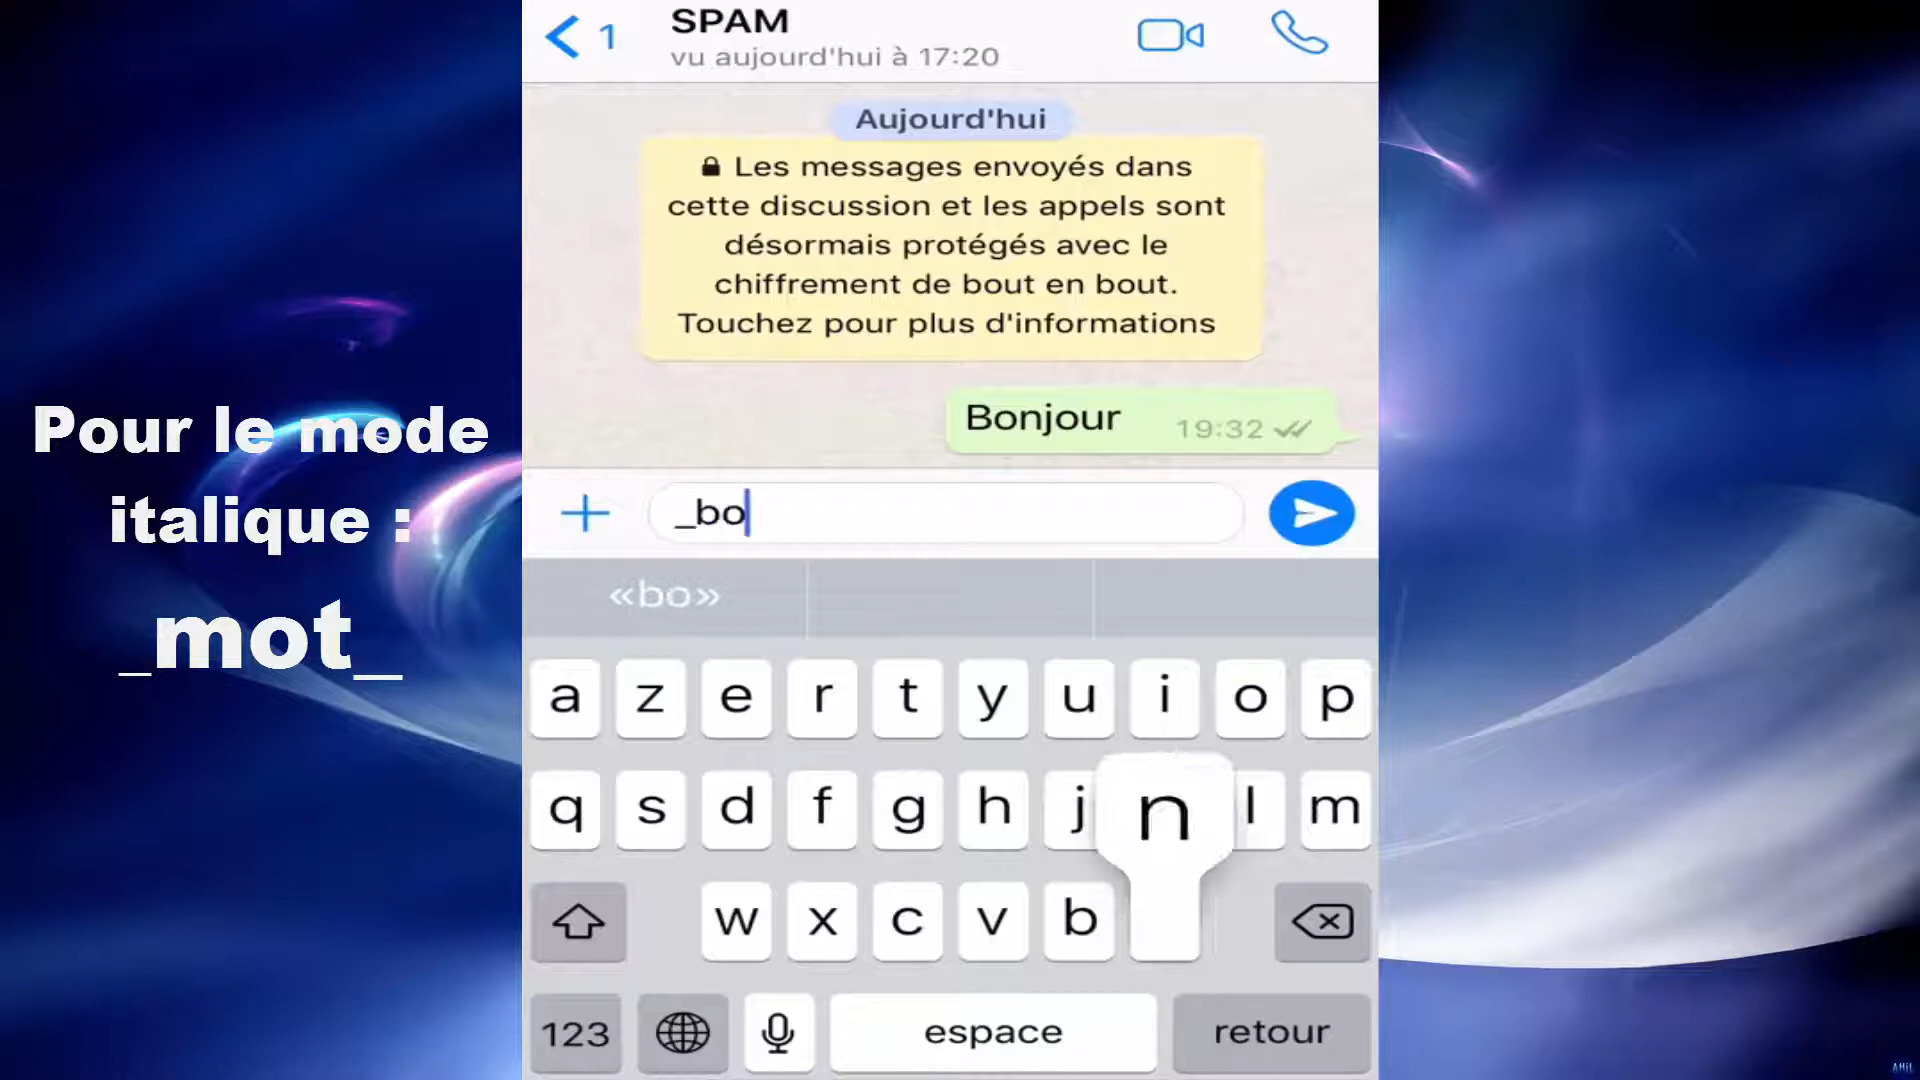 Pour le mode
italique :
_mot_
1
SPAM
vu aujourd'hui à 17:20
Aujourd'hui
Les messages envoyés dans
cette discussion et les appels sont
désormais protégés avec le
chiffrement de bout en bout.
Touchez pour plus d'informations
Bonjour 19:32
_bo
«bo»
a z e r t y u i o p
q s d f g h j n l m
w x c v b
123 espace retour